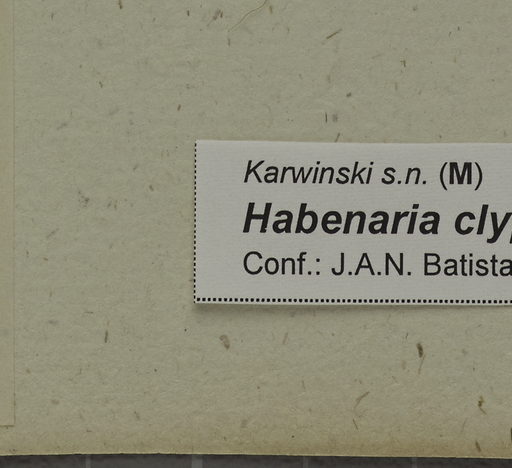 Karwinski s.n. (M)
Habenaria cly
Conf.: J.A.N. Batista